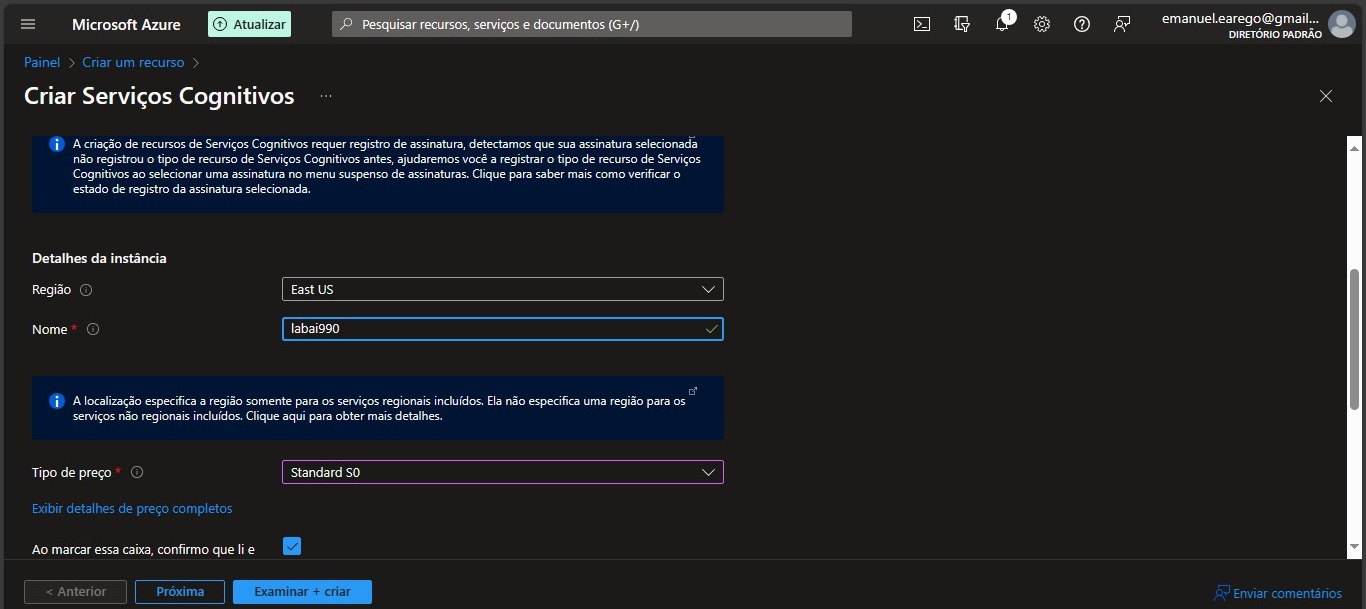 Microsoft Azure
Atualizar
Pesquisar recursos, serviços e documentos (G+/)
1
emanuel.earego@gmail...
DIRETÓRIO PADRÃO
Painel > Criar um recurso >
Criar Serviços Cognitivos ...
A criação de recursos de Serviços Cognitivos requer registro de assinatura, detectamos que sua assinatura selecionada
não registrou o tipo de recurso de Serviços Cognitivos antes, ajudaremos você a registrar o tipo de recurso de Serviços
Cognitivos ao selecionar uma assinatura no menu suspenso de assinaturas. Clique para saber mais como verificar o
estado de registro da assinatura selecionada.
Detalhes da instância
Região
East US
Nome *
labai990
A localização especifica a região somente para os serviços regionais incluídos. Ela não especifica uma região para os
serviços não regionais incluídos. Clique aqui para obter mais detalhes.
Tipo de preço *
Standard S0
Exibir detalhes de preço completos
Ao marcar essa caixa, confirmo que li e
< Anterior
Próxima
Examinar + criar
Enviar comentários